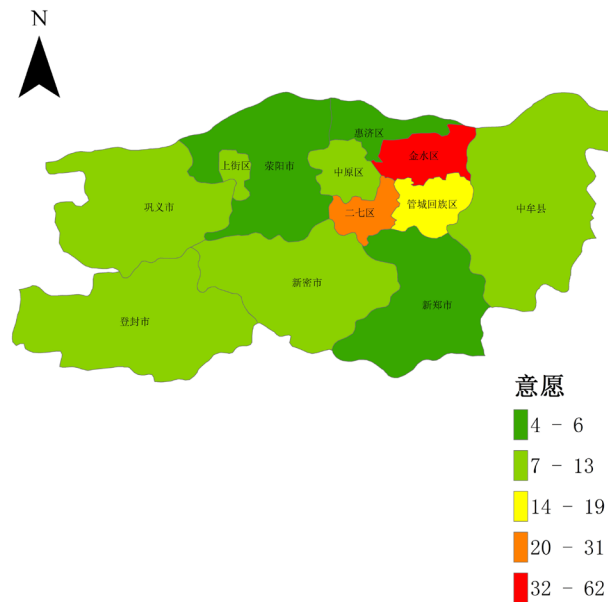 N
惠济区
金水区
上街区
荥阳市
中原区
巩义市
二七区
管城回族区
中牟县
新密市
新郑市
登封市
意愿
4 - 6
7 - 13
14 - 19
20 - 31
32 - 62